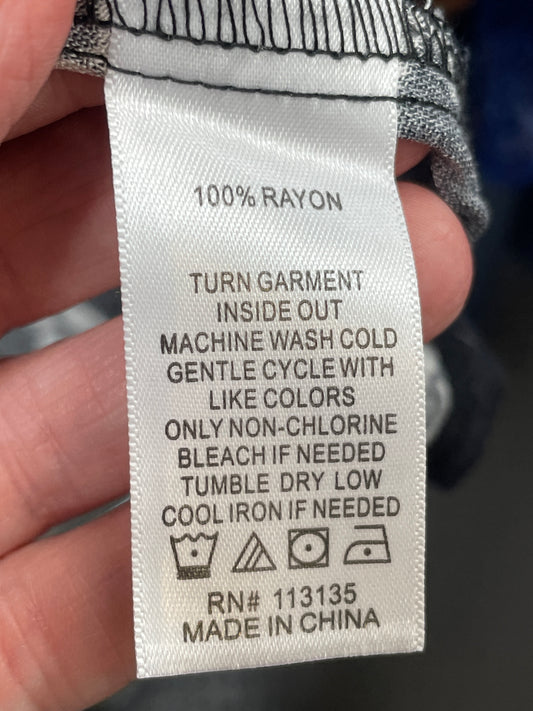 100% RAYON
TURN GARMENT
INSIDE OUT
MACHINE WASH COLD
GENTLE CYCLE WITH
LIKE COLORS
ONLY NON-CHLORINE
BLEACH IF NEEDED
TUMBLE DRY LOW
COOL IRON IF NEEDED
RN# 113135
MADE IN CHINA